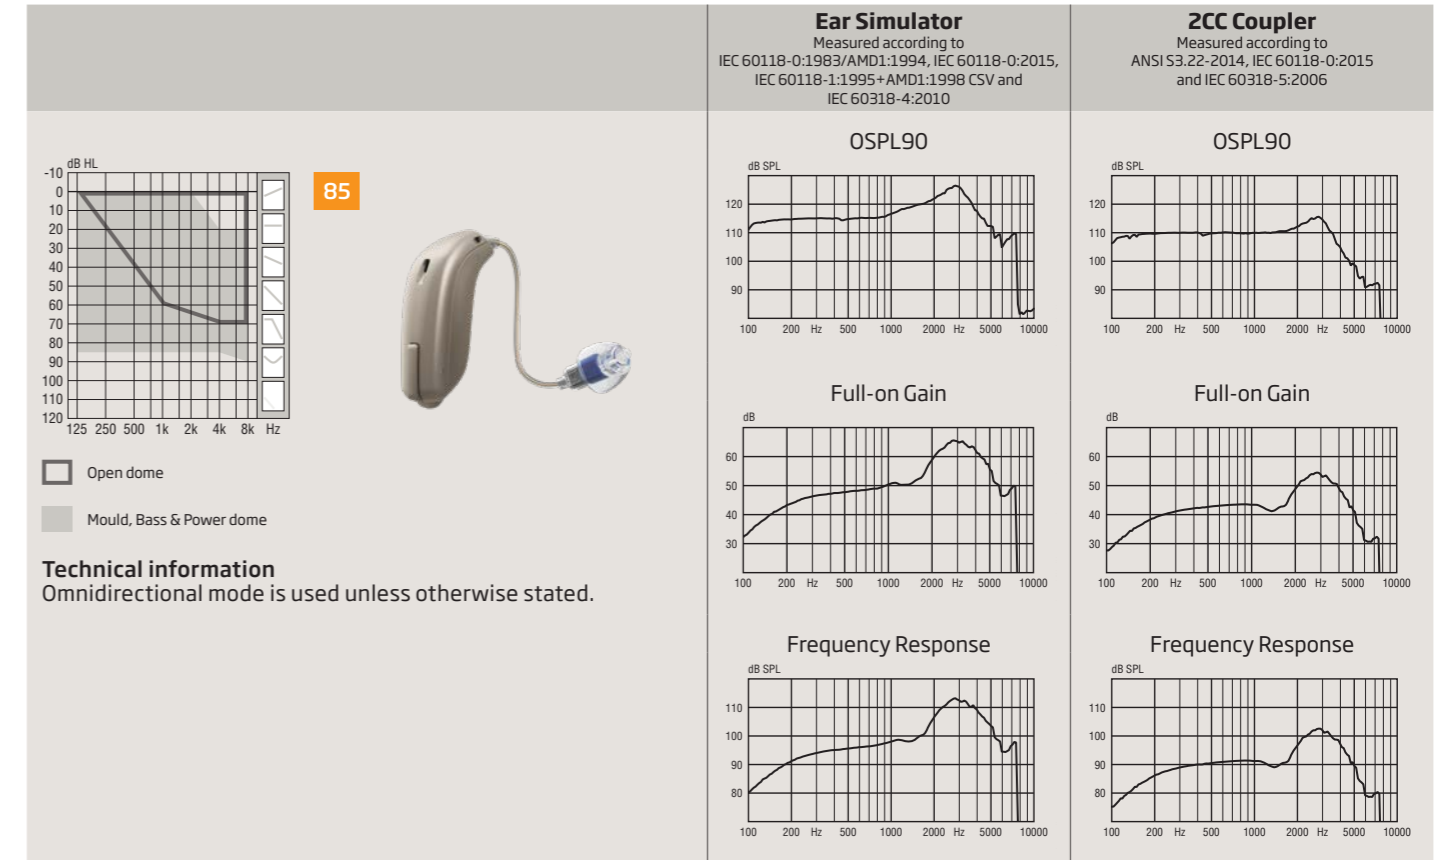 Ear Simulator
Measured according to
IEC 60118-0:1983/AMD1:1994, IEC 60118-0:2015,
IEC 60118-1:1995+AMD1:1998 CSV and
IEC 60318-4:2010
2CC Coupler
Measured according to
ANSI S3.22-2014, IEC 60118-0:2015
and IEC 60318-5:2006
dB HL
-10
0
10
20
30
40
50
60
70
80
90
100
110
120
125 250 500 1k 2k 4k 8k Hz
85
Open dome
Mould, Bass & Power dome
Technical information
Omnidirectional mode is used unless otherwise stated.
OSPL90
dB SPL
120
110
100
90
100 200 Hz 500 1000 2000 Hz 5000 10000
Full-on Gain
dB
60
50
40
30
100 200 Hz 500 1000 2000 Hz 5000 10000
Frequency Response
dB SPL
110
100
90
80
100 200 Hz 500 1000 2000 Hz 5000 10000
OSPL90
dB SPL
120
110
100
90
100 200 Hz 500 1000 2000 Hz 5000 10000
Full-on Gain
dB
60
50
40
30
100 200 Hz 500 1000 2000 Hz 5000 10000
Frequency Response
dB SPL
110
100
90
80
100 200 Hz 500 1000 2000 Hz 5000 10000